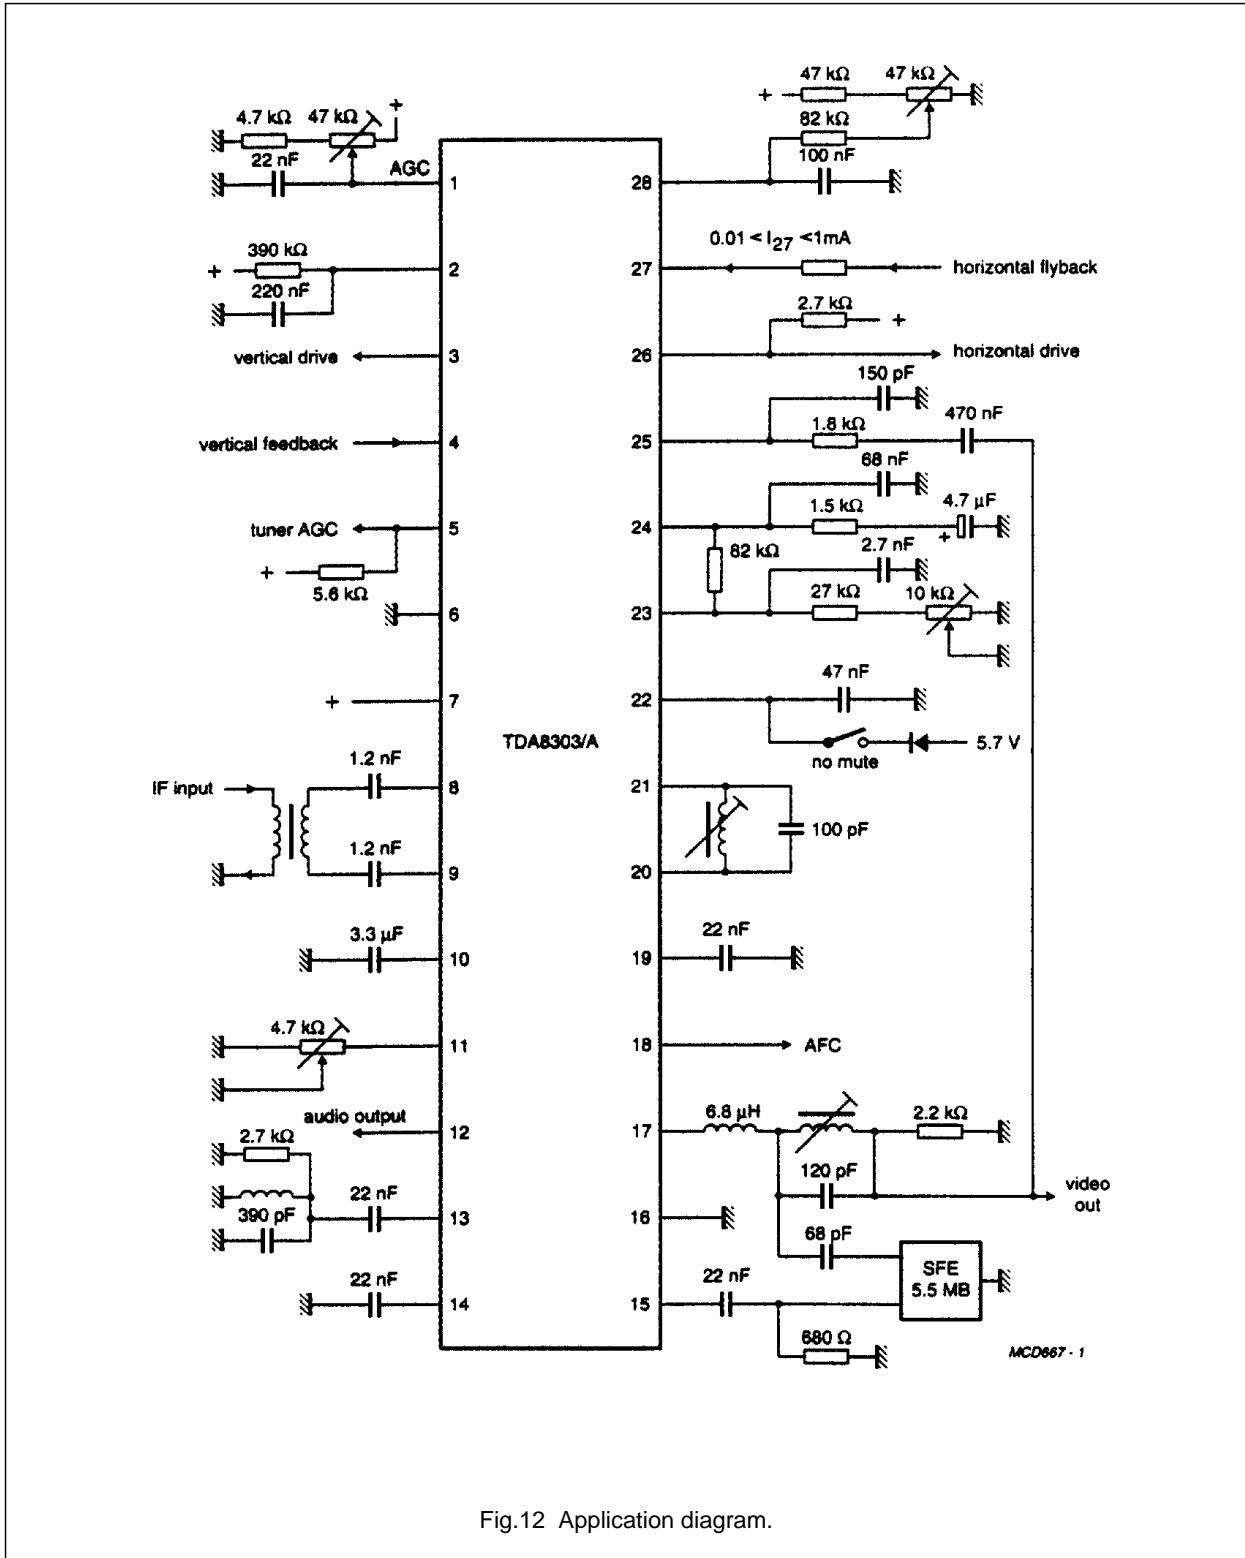 47 kΩ 47 kΩ
+
82 kΩ
100 nF
28
4.7 kΩ 47 kΩ
+
22 nF
AGC
1
390 kΩ
+
220 nF
2
0.01 < I27 <1mA
27
horizontal flyback
2.7 kΩ
+
26
horizontal drive
vertical drive
3
150 pF
470 nF
1.8 kΩ
25
vertical feedback
4
68 nF
4.7 µF
1.5 kΩ
+
24
82 kΩ
tuner AGC
5
+
5.6 kΩ
2.7 nF
27 kΩ
10 kΩ
23
6
47 nF
22
no mute
5.7 V
+
7
TDA8303/A
1.2 nF
IF input
8
1.2 nF
9
21
100 pF
20
3.3 µF
10
22 nF
19
4.7 kΩ
11
18
AFC
audio output
12
6.8 µH
2.2 kΩ
17
120 pF
video
out
2.7 kΩ
390 pF
22 nF
13
16
68 pF
SFE
5.5 MB
22 nF
14
22 nF
15
680 Ω
MCD667 - 1
Fig.12 Application diagram.